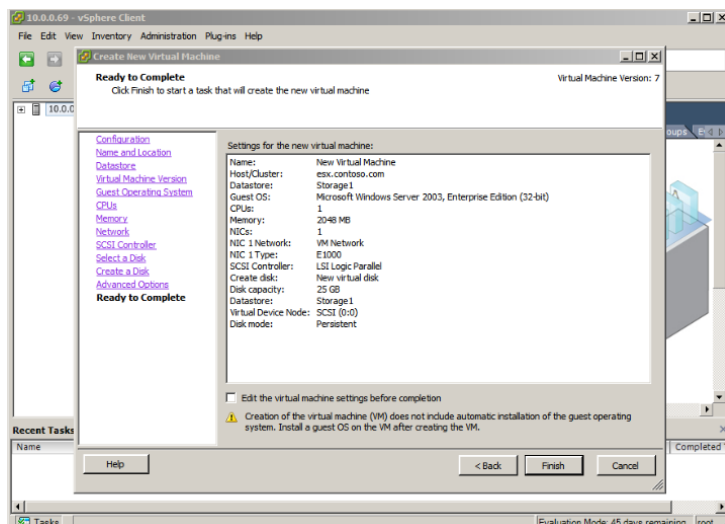 10.0.0.69 - vSphere Client
File Edit View Inventory Administration Plug-ins Help
Create New Virtual Machine
Ready to Complete
Click Finish to start a task that will create the new virtual machine
Virtual Machine Version: 7
10.0.0
Configuration
Name and Location
Datastore
Virtual Machine Version
Guest Operating System
CPUs
Memory
Network
SCSI Controller
Select a Disk
Create a Disk
Advanced Options
Ready to Complete
Settings for the new virtual machine:
Name: New Virtual Machine
Host/Cluster: esx.contoso.com
Datastore: Storage1
Guest OS: Microsoft Windows Server 2003, Enterprise Edition (32-bit)
CPUs: 1
Memory: 2048 MB
NICs: 1
NIC 1 Network: VM Network
NIC 1 Type: E1000
SCSI Controller: LSI Logic Parallel
Create disk: New virtual disk
Disk capacity: 25 GB
Datastore: Storage1
Virtual Device Node: SCSI (0:0)
Disk mode: Persistent
Edit the virtual machine settings before completion
Creation of the virtual machine (VM) does not include automatic installation of the guest operating
system. Install a guest OS on the VM after creating the VM.
Help
< Back
Finish
Cancel
oups
Recent Tasks
Name
Completed
Tasks
Evaluation Mode: 45 days remaining
root